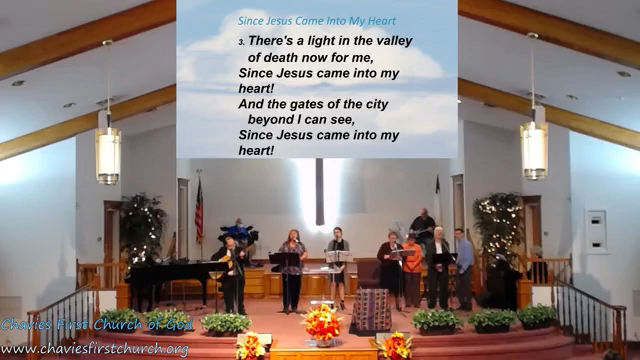 Since Jesus Came Into My Heart
3. There's a light in the valley
of death now for me,
Since Jesus came into my
heart!
And the gates of the city
beyond I can see,
Since Jesus came into my
heart!
Chavies First Church of God
www.chaviesfirstchurch.org